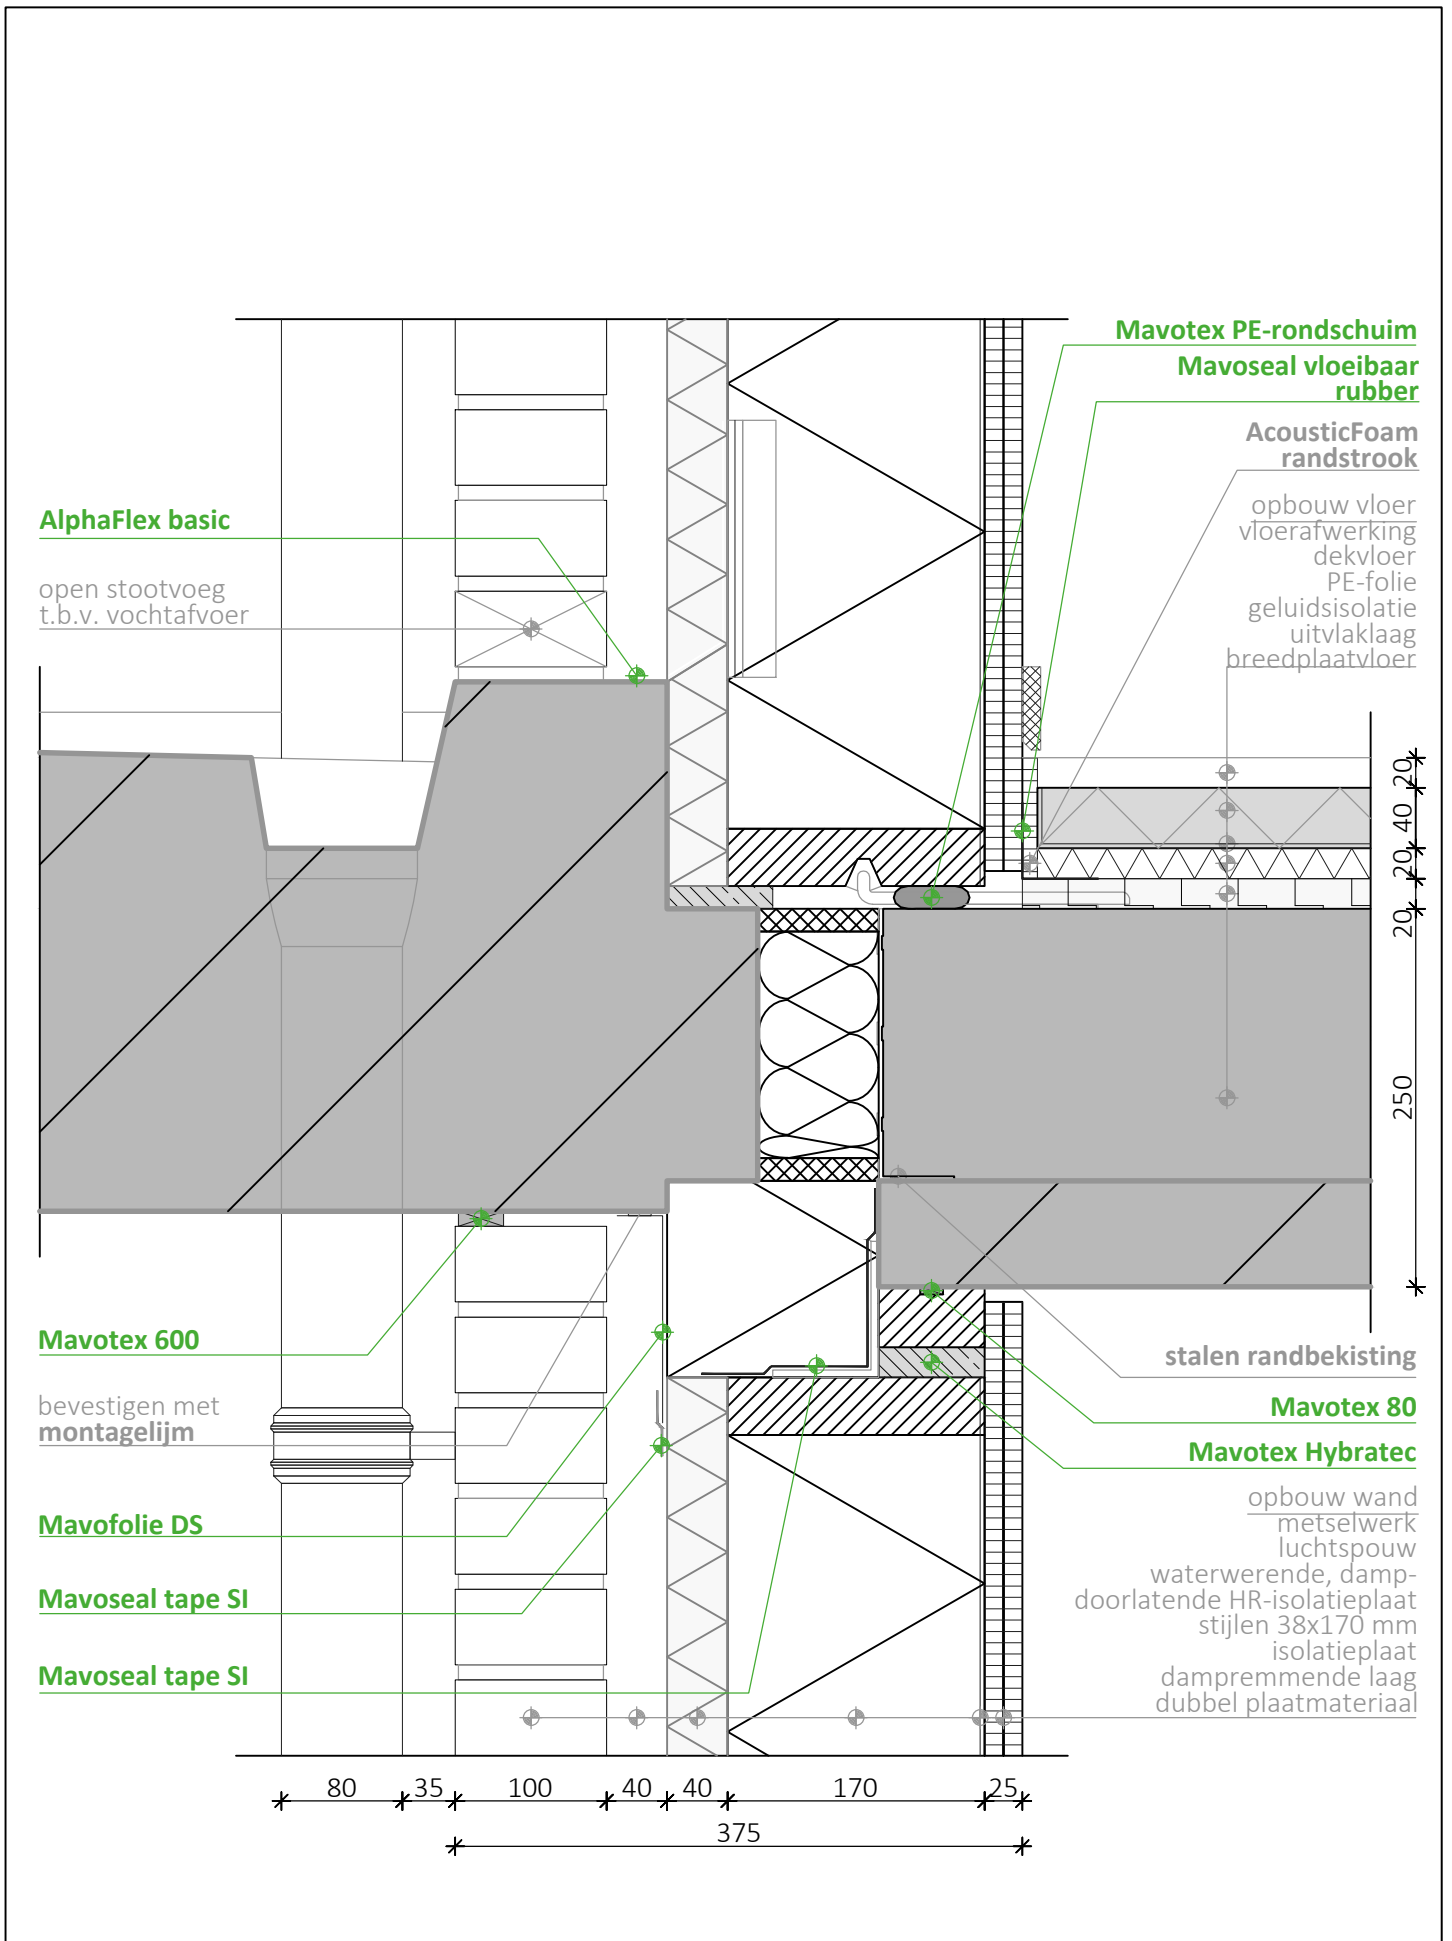 Mavotex PE-rondschuim
Mavoseal vloeibaar
rubber
AcousticFoam
randstrook
opbouw vloer
vloerafwerking
dekvloer
PE-folie
geluidsisolatie
uitvlaklaag
breedplaatvloer
AlphaFlex basic
open stootvoeg
t.b.v. vochtafvoer
20
40
20
20
250
Mavotex 600
bevestigen met
montagelijm
Mavofolie DS
Mavoseal tape SI
Mavoseal tape SI
stalen randbekisting
Mavotex 80
Mavotex Hybratec
opbouw wand
metselwerk
luchtspouw
waterwerende, damp-
doorlatende HR-isolatieplaat
stijlen 38x170 mm
isolatieplaat
dampremmende laag
dubbel plaatmateriaal
80 35 100 40 40 170 25
375